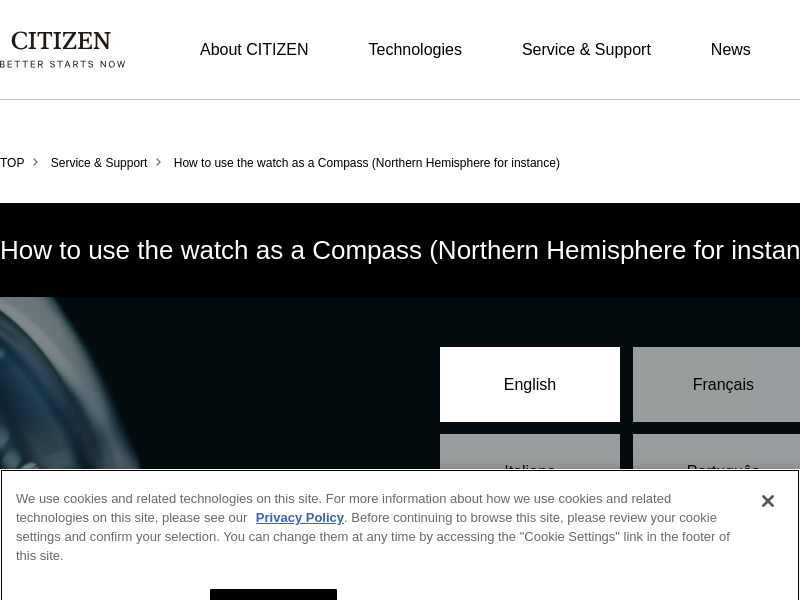 CITIZEN
BETTER STARTS NOW
About CITIZEN
Technologies
Service & Support
News
TOP
Service & Support
How to use the watch as a Compass (Northern Hemisphere for instance)
How to use the watch as a Compass (Northern Hemisphere for instan
English
Français
Italiano
Português
We use cookies and related technologies on this site. For more information about how we use cookies and related
technologies on this site, please see our Privacy Policy. Before continuing to browse this site, please review your cookie
settings and confirm your selection. You can change them at any time by accessing the "Cookie Settings" link in the footer of
this site.